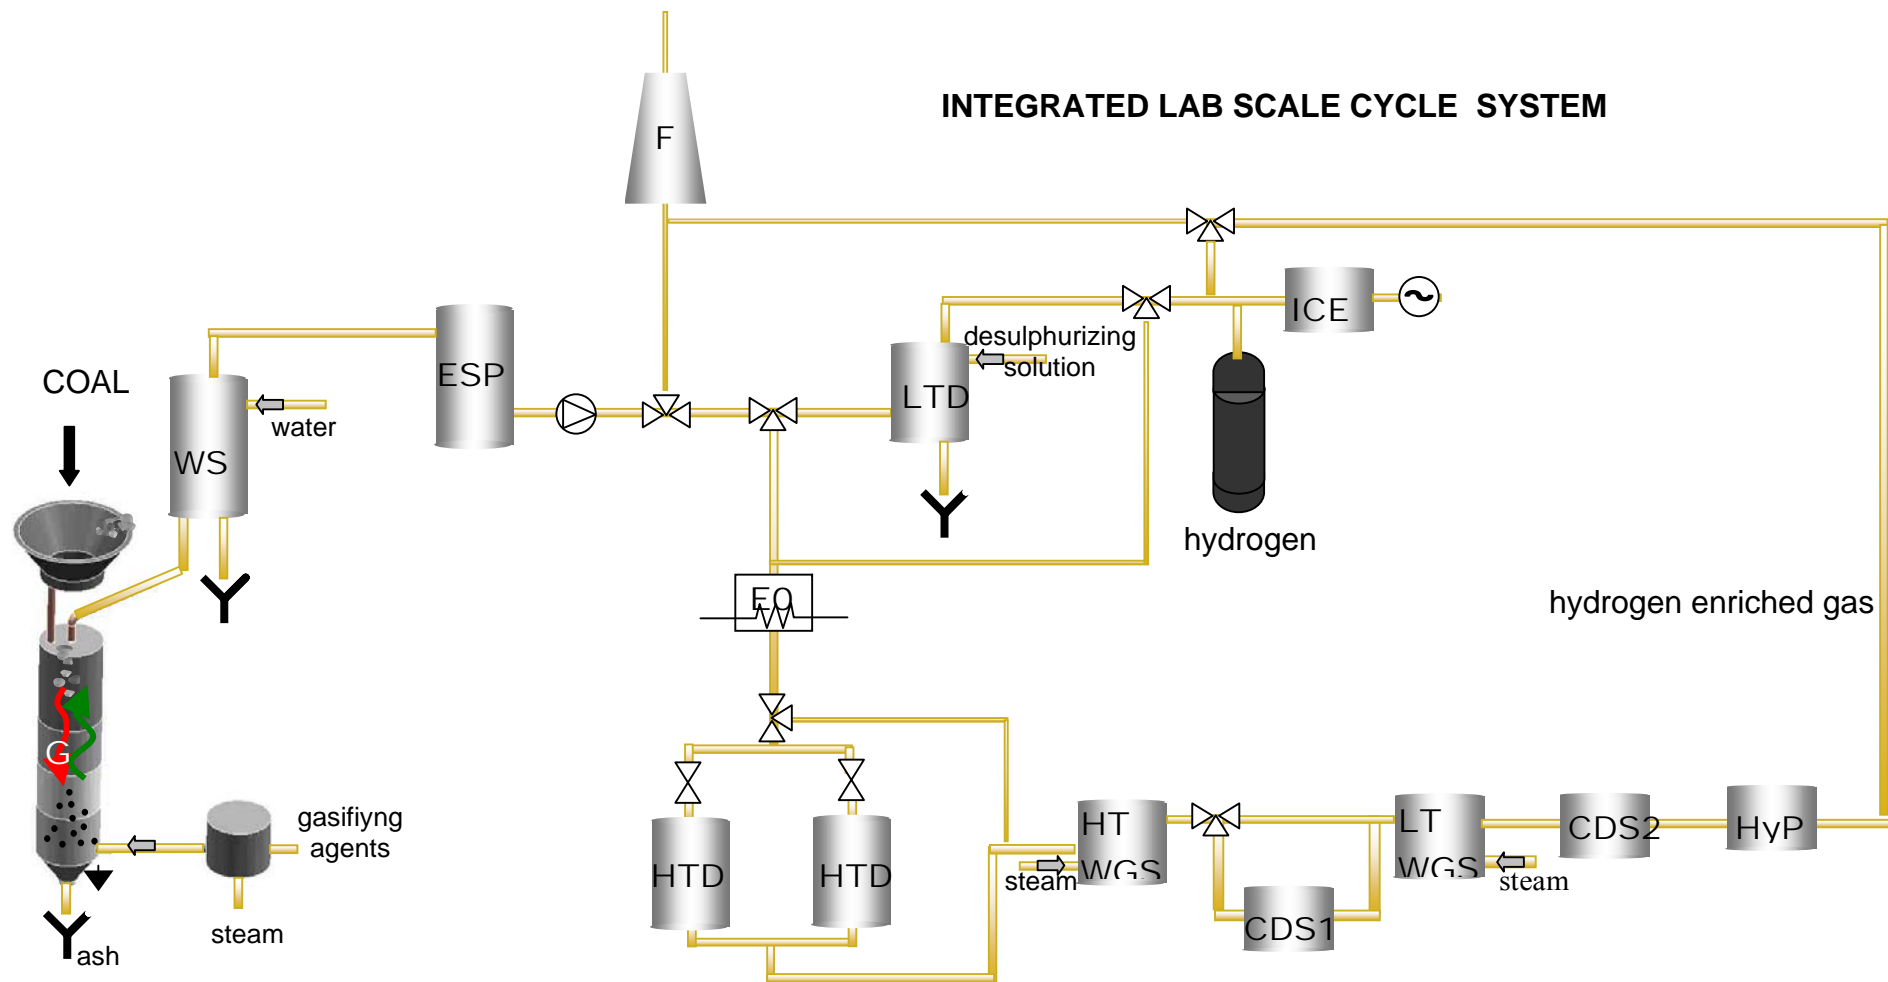 INTEGRATED LAB SCALE CYCLE SYSTEM
F
ICE
desulphurizing
solution
ESP
COAL
LTD
water
WS
hydrogen
EO
hydrogen enriched gas
G
gasifiyng
agents
HT
WGS
LT
WGS
CDS2
HyP
HTD
HTD
steam
steam
CDS1
steam
ash